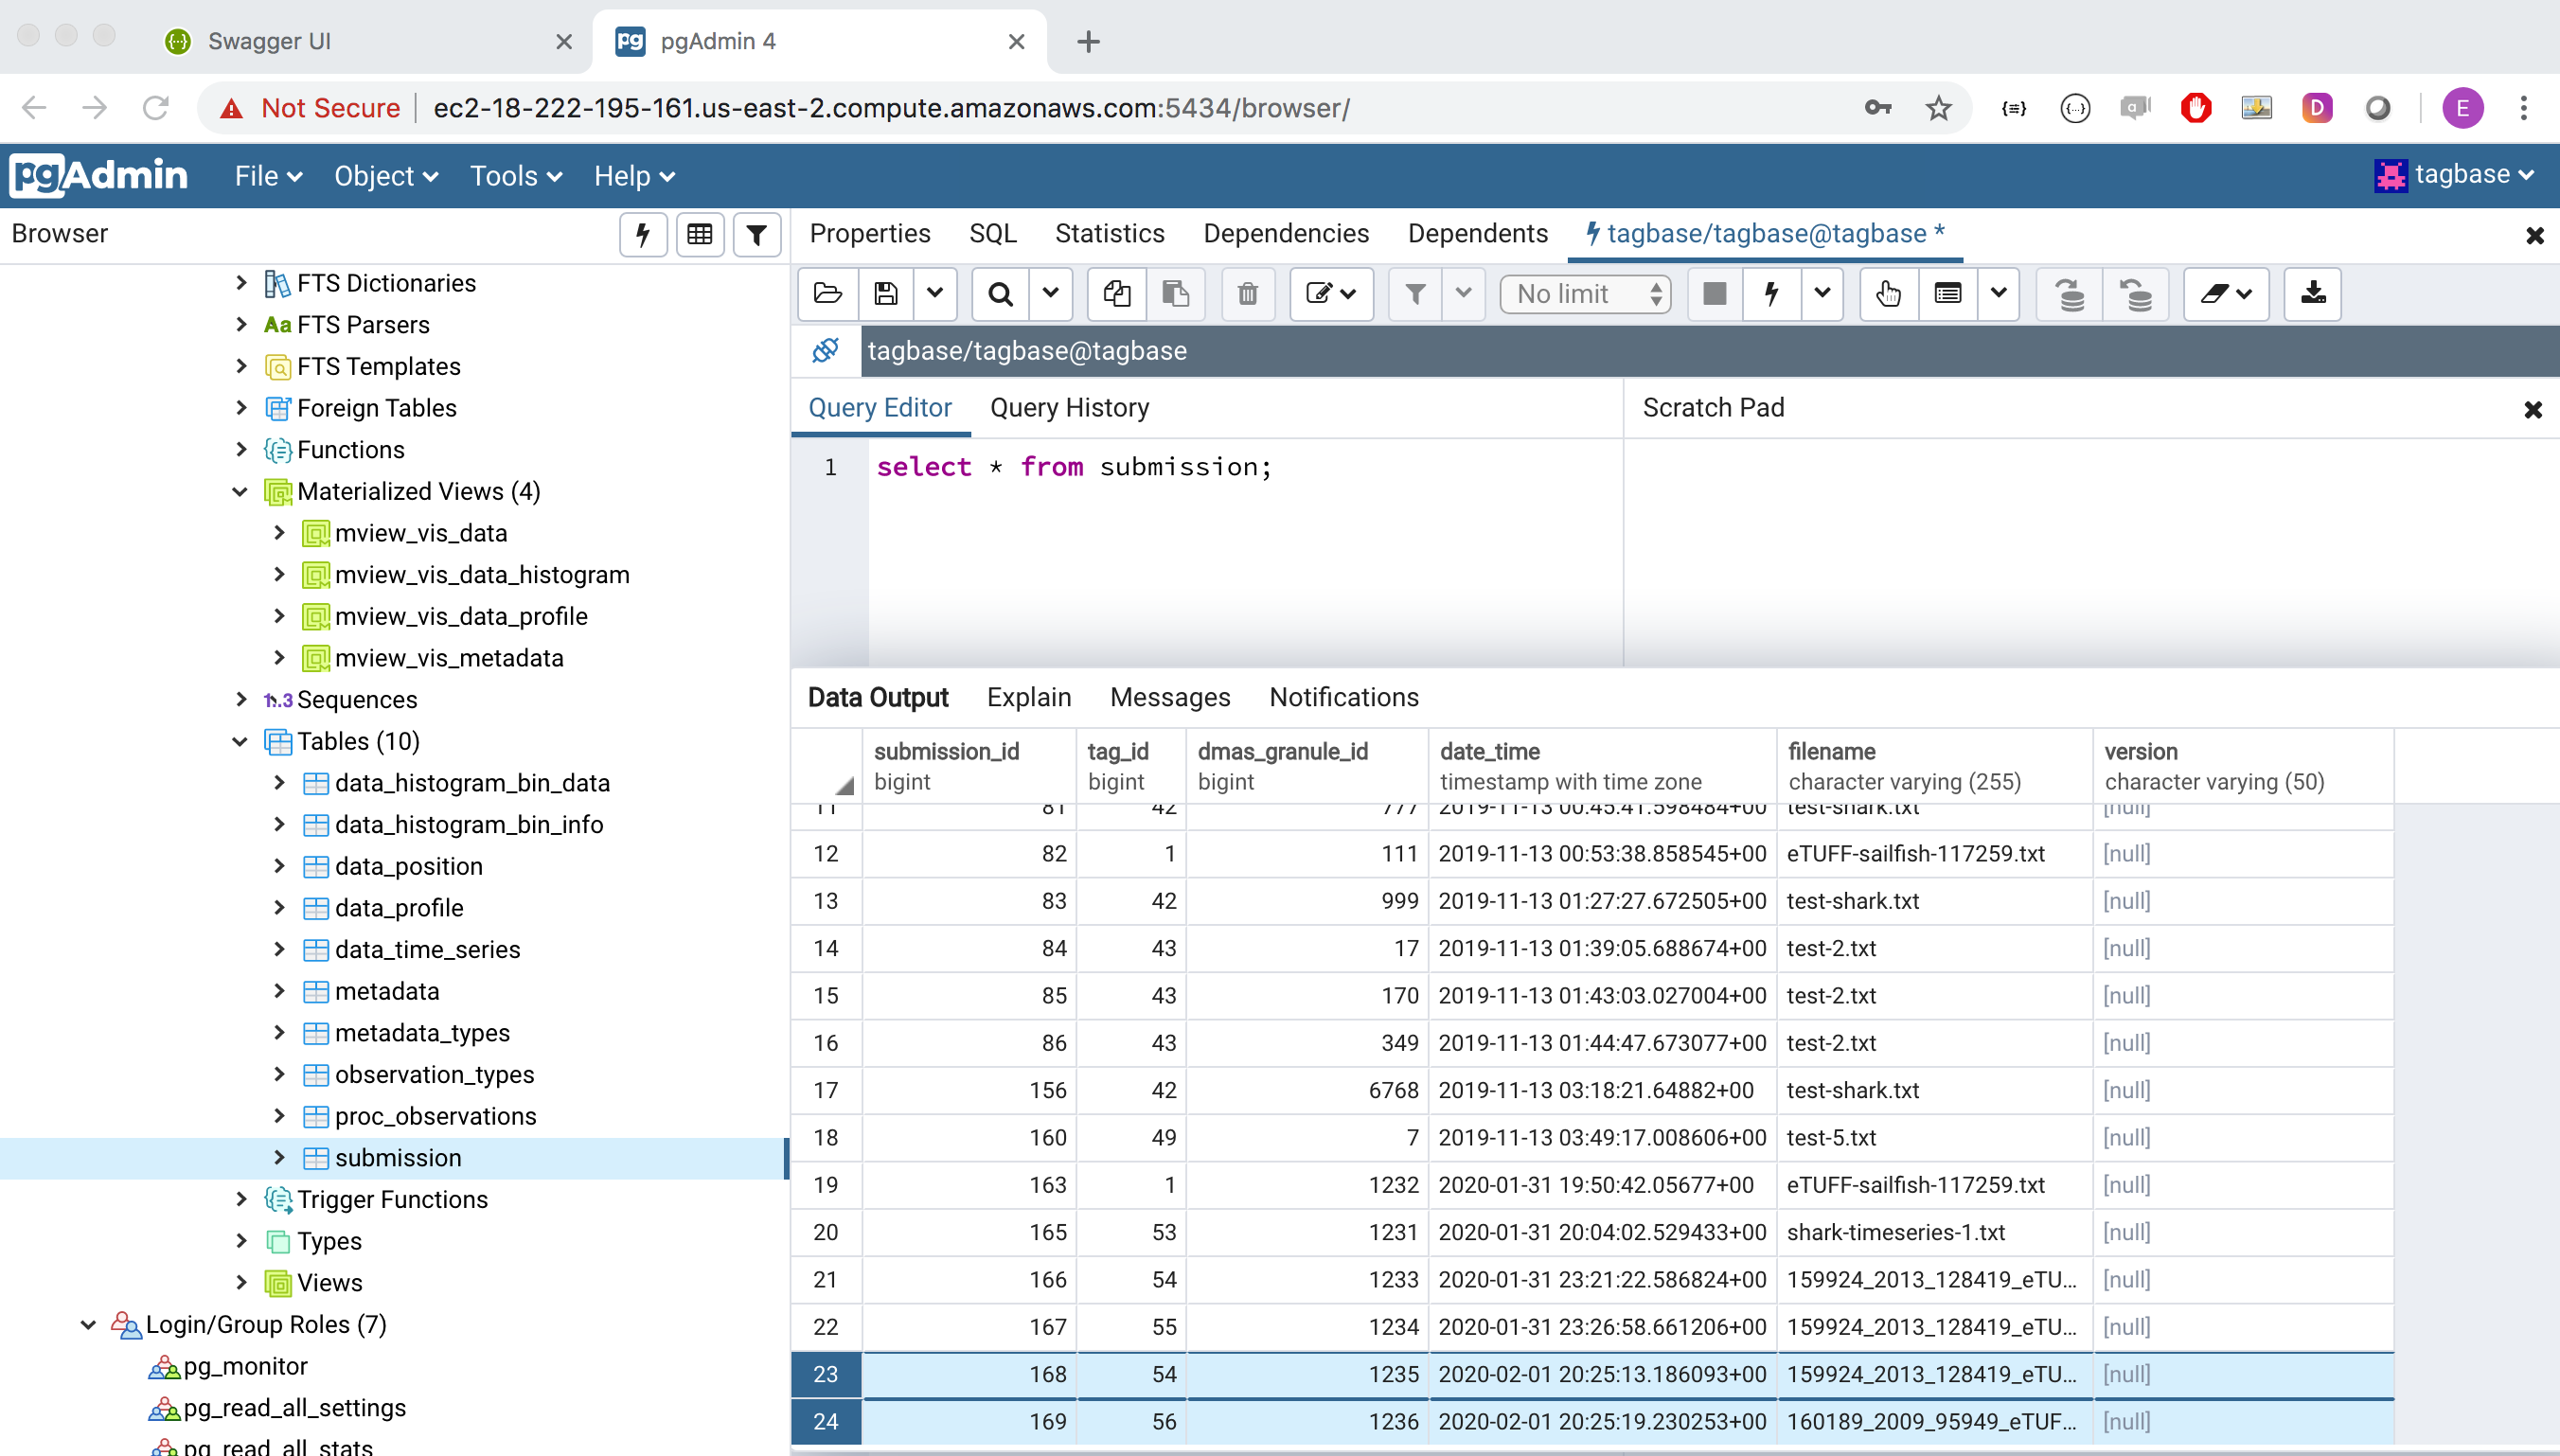 Swagger UI
pgAdmin 4
Not Secure
ec2-18-222-195-161.us-east-2.compute.amazonaws.com:5434/browser/
E
pgAdmin
File
Object
Tools
Help
tagbase
Browser
Properties
SQL
Statistics
Dependencies
Dependents
tagbase/tagbase@tagbase *
FTS Dictionaries
FTS Parsers
FTS Templates
Foreign Tables
Functions
Materialized Views (4)
mview_vis_data
mview_vis_data_histogram
mview_vis_data_profile
mview_vis_metadata
Sequences
Tables (10)
data_histogram_bin_data
data_histogram_bin_info
data_position
data_profile
data_time_series
metadata
metadata_types
observation_types
proc_observations
submission
Trigger Functions
Types
Views
Login/Group Roles (7)
pg_monitor
pg_read_all_settings
pg_read_all_stats
No limit
tagbase/tagbase@tagbase
Query Editor
Query History
Scratch Pad
1 select * from submission;
Data Output
Explain
Messages
Notifications
submission_id tag_id dmas_granule_id date_time filename version
bigint bigint bigint timestamp with time zone character varying (255) character varying (50)
11 81 42 777 2019-11-13 00:45:41.598484+00 test-shark.txt [null]
12 82 1 111 2019-11-13 00:53:38.858545+00 eTUFF-sailfish-117259.txt [null]
13 83 42 999 2019-11-13 01:27:27.672505+00 test-shark.txt [null]
14 84 43 17 2019-11-13 01:39:05.688674+00 test-2.txt [null]
15 85 43 170 2019-11-13 01:43:03.027004+00 test-2.txt [null]
16 86 43 349 2019-11-13 01:44:47.673077+00 test-2.txt [null]
17 156 42 6768 2019-11-13 03:18:21.64882+00 test-shark.txt [null]
18 160 49 7 2019-11-13 03:49:17.008606+00 test-5.txt [null]
19 163 1 1232 2020-01-31 19:50:42.05677+00 eTUFF-sailfish-117259.txt [null]
20 165 53 1231 2020-01-31 20:04:02.529433+00 shark-timeseries-1.txt [null]
21 166 54 1233 2020-01-31 23:21:22.586824+00 159924_2013_128419_eTU... [null]
22 167 55 1234 2020-01-31 23:26:58.661206+00 159924_2013_128419_eTU... [null]
23 168 54 1235 2020-02-01 20:25:13.186093+00 159924_2013_128419_eTU... [null]
24 169 56 1236 2020-02-01 20:25:19.230253+00 160189_2009_95949_eTUF... [null]